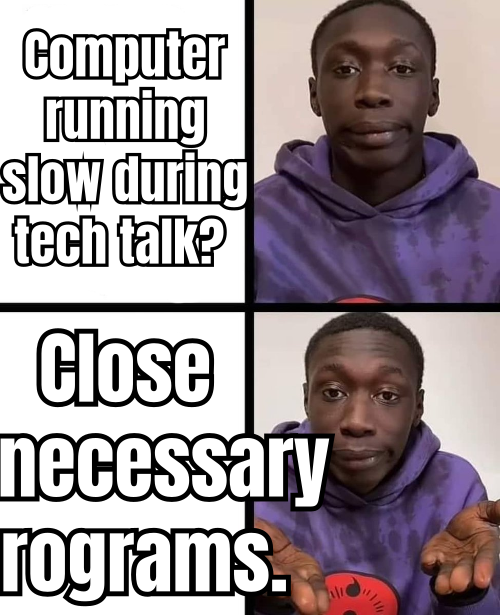 Computer
running
slow during
tech talk?
Close
necessary
rograms.